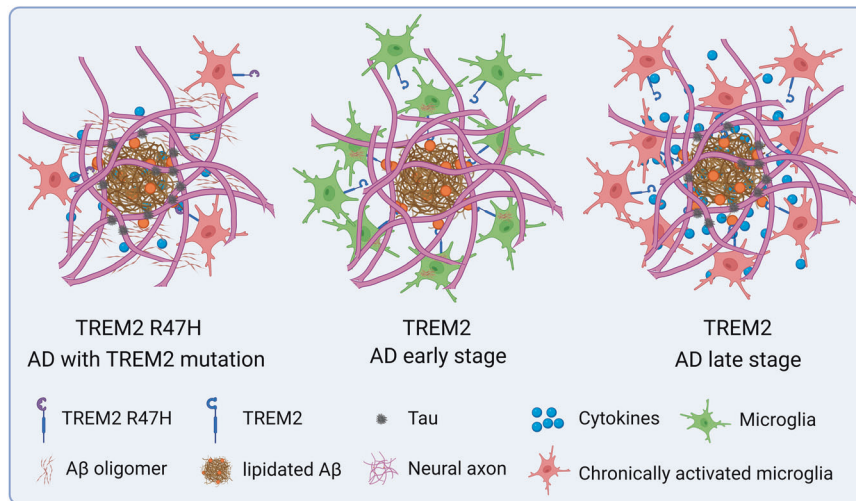 TREM2 R47H
AD with TREM2 mutation
TREM2
AD early stage
TREM2
AD late stage
TREM2 R47H
TREM2
Tau
Cytokines
Microglia
Aβ oligomer
lipidated Aβ
Neural axon
Chronically activated microglia